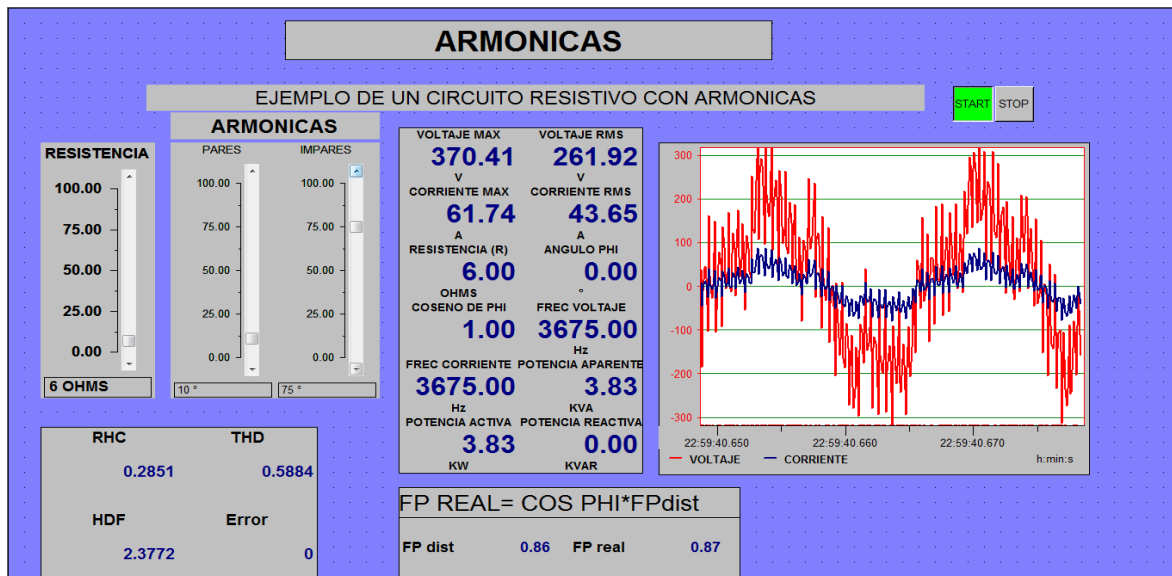 ARMONICAS
EJEMPLO DE UN CIRCUITO RESISTIVO CON ARMONICAS
START STOP
RESISTENCIA
100.00
75.00
50.00
25.00
0.00
6 OHMS
ARMONICAS
PARES IMPARES
100.00 100.00
75.00 75.00
50.00 50.00
25.00 25.00
0.00 0.00
10 ° 75 °
VOLTAJE MAX VOLTAJE RMS
370.41 261.92
V V
CORRIENTE MAX CORRIENTE RMS
61.74 43.65
A A
RESISTENCIA (R) ANGULO PHI
6.00 0.00
OHMS °
COSENO DE PHI FREC VOLTAJE
1.00 3675.00
Hz
FREC CORRIENTE POTENCIA APARENTE
3675.00 3.83
Hz KVA
POTENCIA ACTIVA POTENCIA REACTIVA
3.83 0.00
KW KVAR
300
200
100
0
-100
-200
-300
22:59:40.650 22:59:40.660 22:59:40.670
VOLTAJE CORRIENTE h:min:s
RHC THD
0.2851 0.5884
HDF Error
2.3772 0
FP REAL= COS PHI*FPdist
FP dist 0.86 FP real 0.87